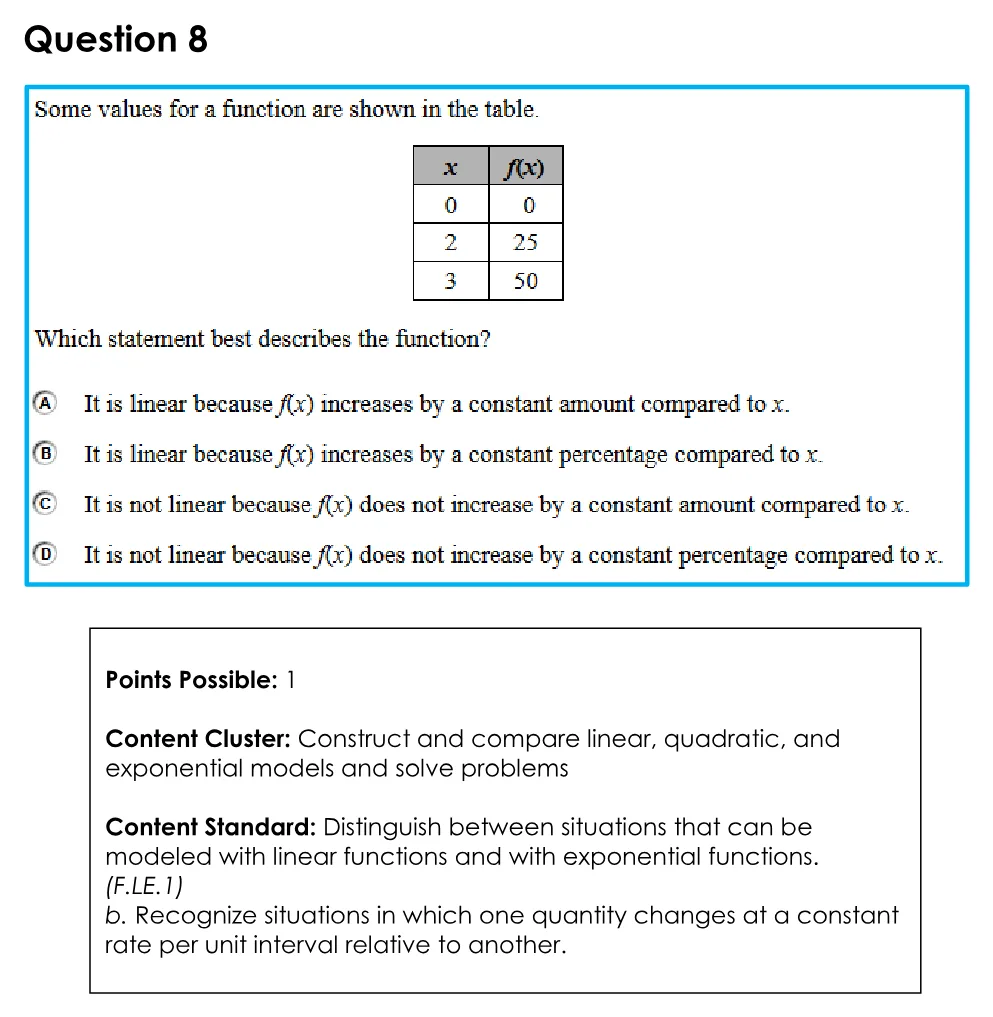 Question 8
Some values for a function are shown in the table.
x f(x)
0 0
2 25
3 50
Which statement best describes the function?
A It is linear because f(x) increases by a constant amount compared to x.
B It is linear because f(x) increases by a constant percentage compared to x.
C It is not linear because f(x) does not increase by a constant amount compared to x.
D It is not linear because f(x) does not increase by a constant percentage compared to x.
Points Possible: 1
Content Cluster: Construct and compare linear, quadratic, and
exponential models and solve problems
Content Standard: Distinguish between situations that can be
modeled with linear functions and with exponential functions.
(F.LE.1)
b. Recognize situations in which one quantity changes at a constant
rate per unit interval relative to another.